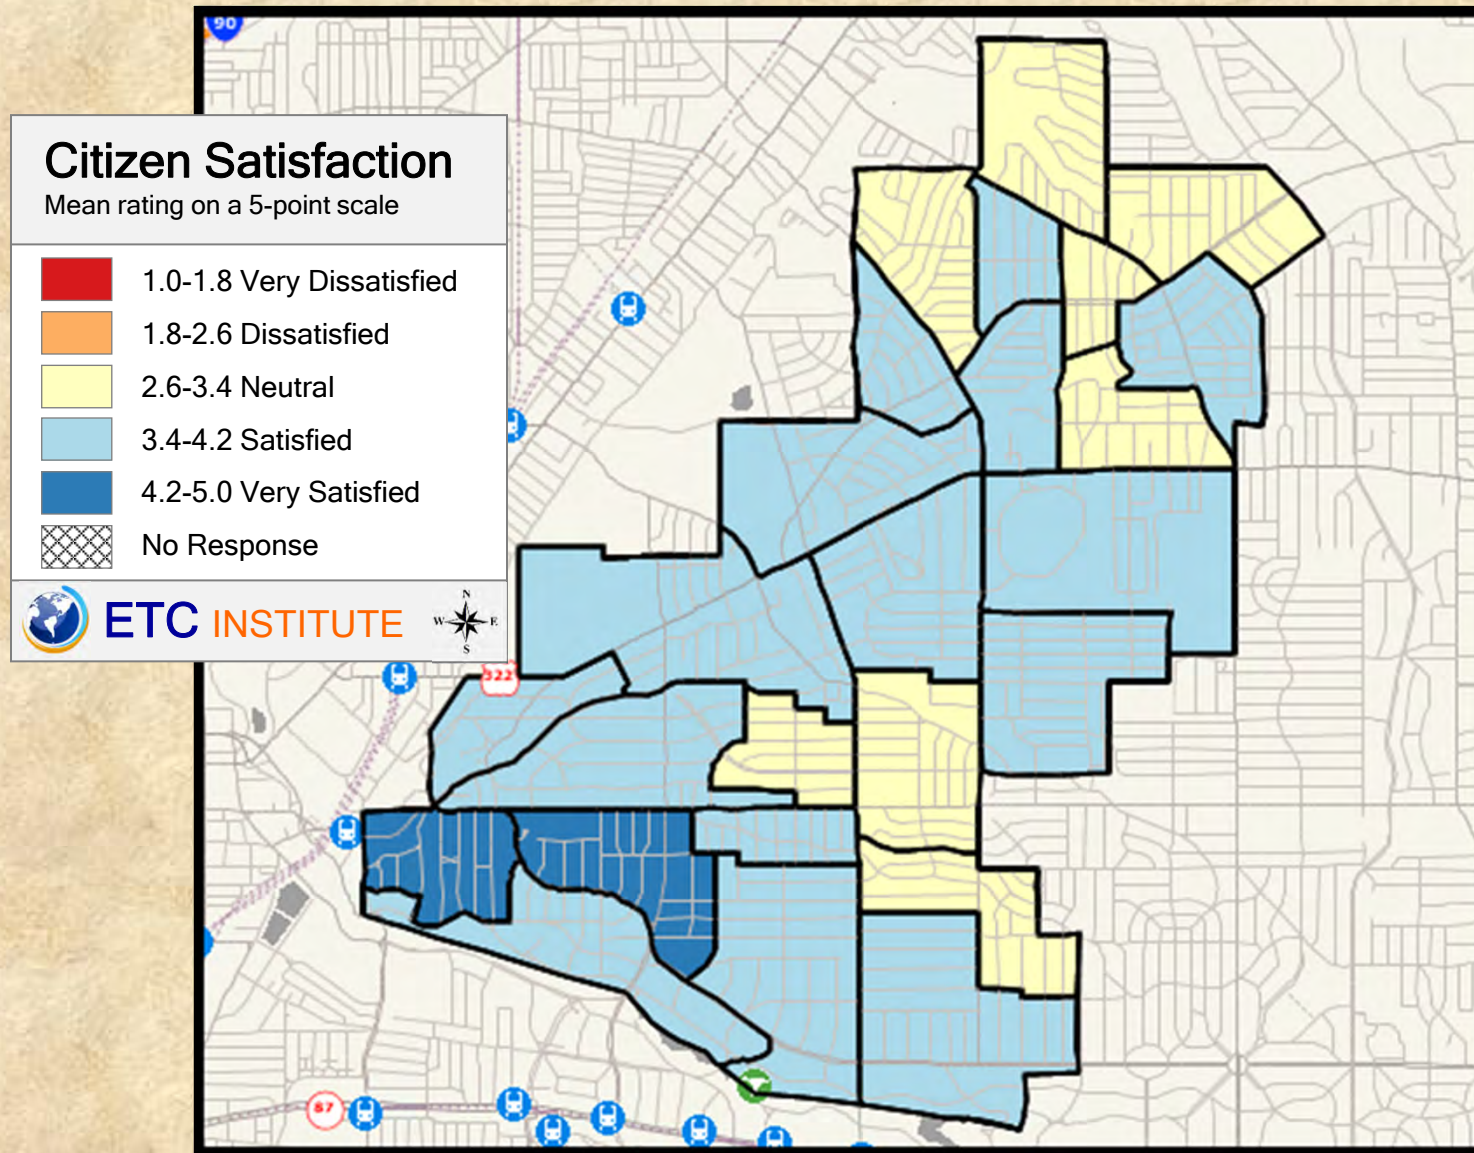 90
Citizen Satisfaction
Mean rating on a 5-point scale
1.0-1.8 Very Dissatisfied
1.8-2.6 Dissatisfied
2.6-3.4 Neutral
3.4-4.2 Satisfied
4.2-5.0 Very Satisfied
No Response
ETC INSTITUTE
N
W E
S
322
87